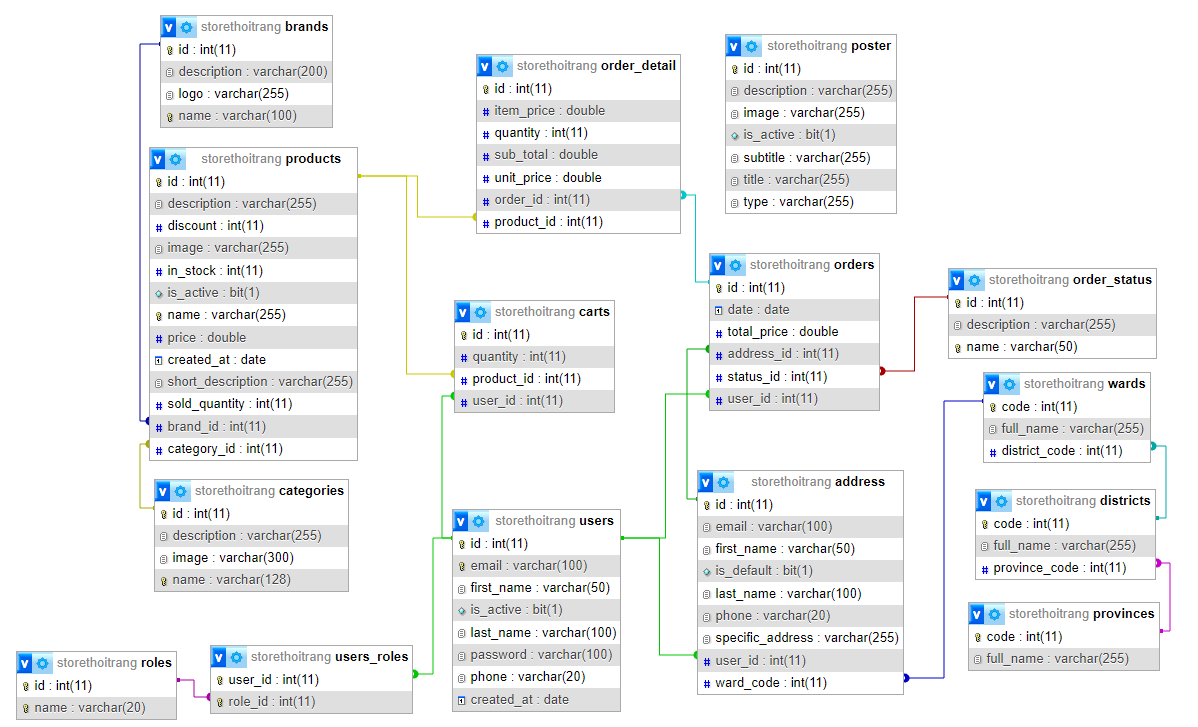 v storethoitrang brands
id : int(11)
description : varchar(200)
logo : varchar(255)
name : varchar(100)
v storethoitrang products
id : int(11)
description : varchar(255)
# discount : int(11)
image : varchar(255)
# in_stock : int(11)
is_active : bit(1)
name : varchar(255)
# price : double
created_at : date
short_description : varchar(255)
# sold_quantity : int(11)
# brand_id : int(11)
# category_id : int(11)
v storethoitrang categories
id : int(11)
description : varchar(255)
image : varchar(300)
name : varchar(128)
v storethoitrang roles
id : int(11)
name : varchar(20)
v storethoitrang users_roles
user_id : int(11)
role_id : int(11)
v storethoitrang order_detail
id : int(11)
# item_price : double
# quantity : int(11)
# sub_total : double
# unit_price : double
# order_id : int(11)
# product_id : int(11)
v storethoitrang carts
id : int(11)
# quantity : int(11)
# product_id : int(11)
# user_id : int(11)
v storethoitrang users
id : int(11)
email : varchar(100)
first_name : varchar(50)
is_active : bit(1)
last_name : varchar(100)
password : varchar(100)
phone : varchar(20)
created_at : date
v storethoitrang poster
id : int(11)
description : varchar(255)
image : varchar(255)
is_active : bit(1)
subtitle : varchar(255)
title : varchar(255)
type : varchar(255)
v storethoitrang orders
id : int(11)
date : date
# total_price : double
# address_id : int(11)
# status_id : int(11)
# user_id : int(11)
v storethoitrang address
id : int(11)
email : varchar(100)
first_name : varchar(50)
is_default : bit(1)
last_name : varchar(100)
phone : varchar(20)
specific_address : varchar(255)
# user_id : int(11)
# ward_code : int(11)
v storethoitrang order_status
id : int(11)
description : varchar(255)
name : varchar(50)
v storethoitrang wards
code : int(11)
full_name : varchar(255)
# district_code : int(11)
v storethoitrang districts
code : int(11)
full_name : varchar(255)
# province_code : int(11)
v storethoitrang provinces
code : int(11)
full_name : varchar(255)